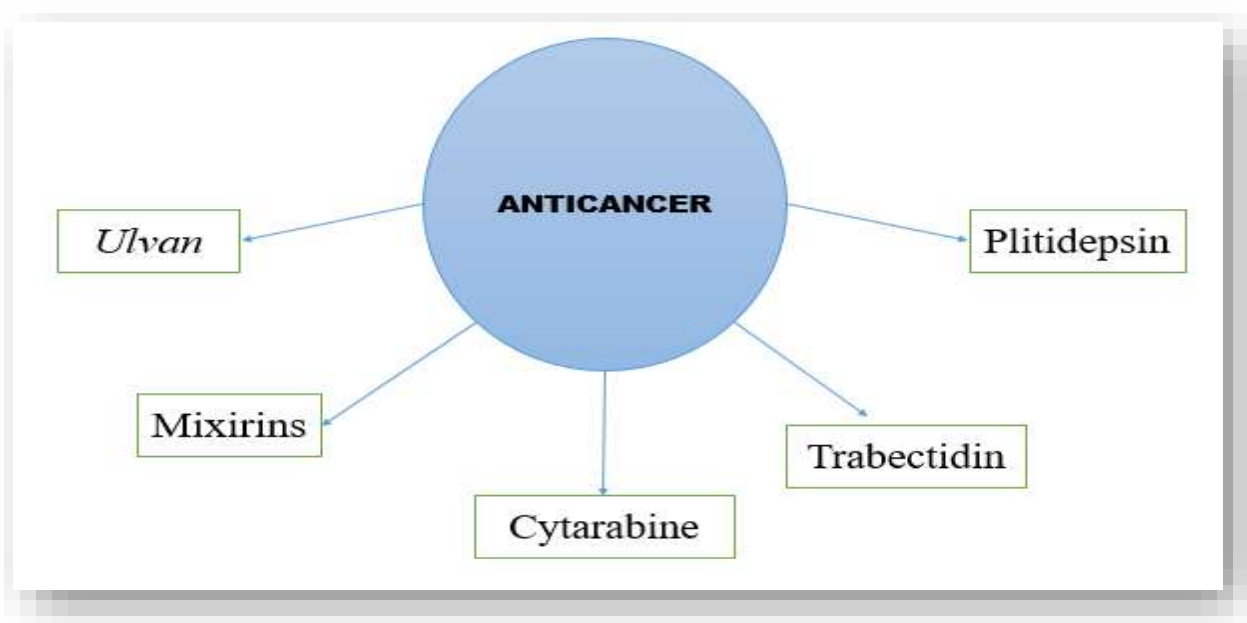 ANTICANCER
Ulvan
Plitidepsin
Mixirins
Trabectidin
Cytarabine